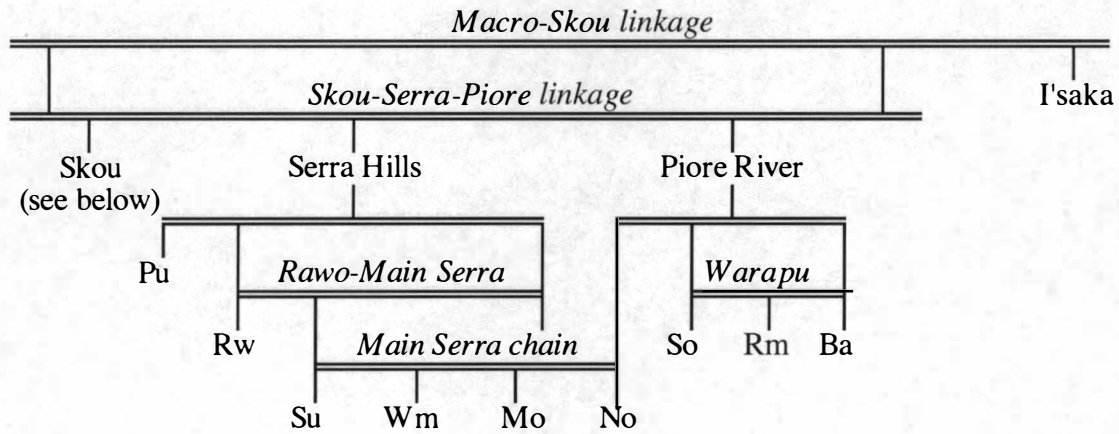 Macro-Skou linkage
Skou-Serra-Piore linkage
I'saka
Skou
(see below)
Serra Hills
Piore River
Pu
Rawo-Main Serra
Warapu
Rw
Main Serra chain
So
Rm
Ba
Su
Wm
Mo
No